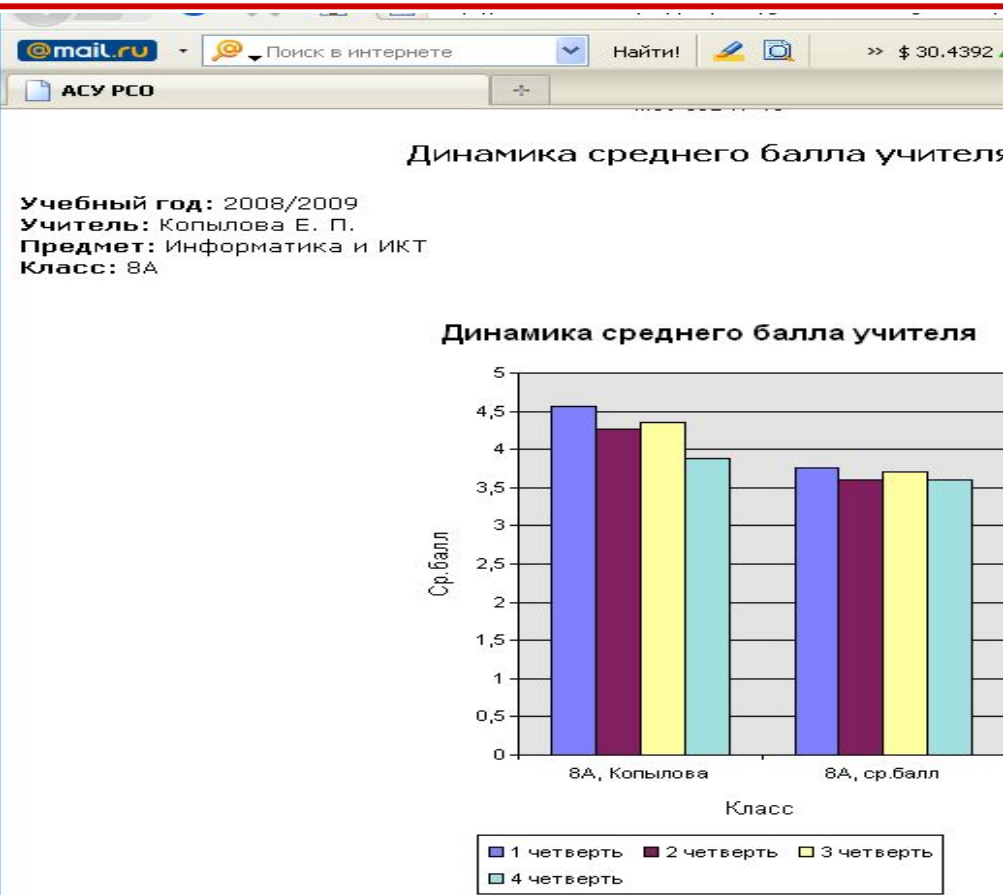 @mail.ru Поиск в интернете Найти! » $ 30.4392
АСУ РСО
Динамика среднего балла учителя
Учебный год: 2008/2009
Учитель: Копылова Е. П.
Предмет: Информатика и ИКТ
Класс: 8А
Динамика среднего балла учителя
5
4,5
4
3,5
3
2,5
2
1,5
1
0,5
0
Ср.балл
8А, Копылова 8А, ср.балл
Класс
1 четверть 2 четверть 3 четверть
4 четверть